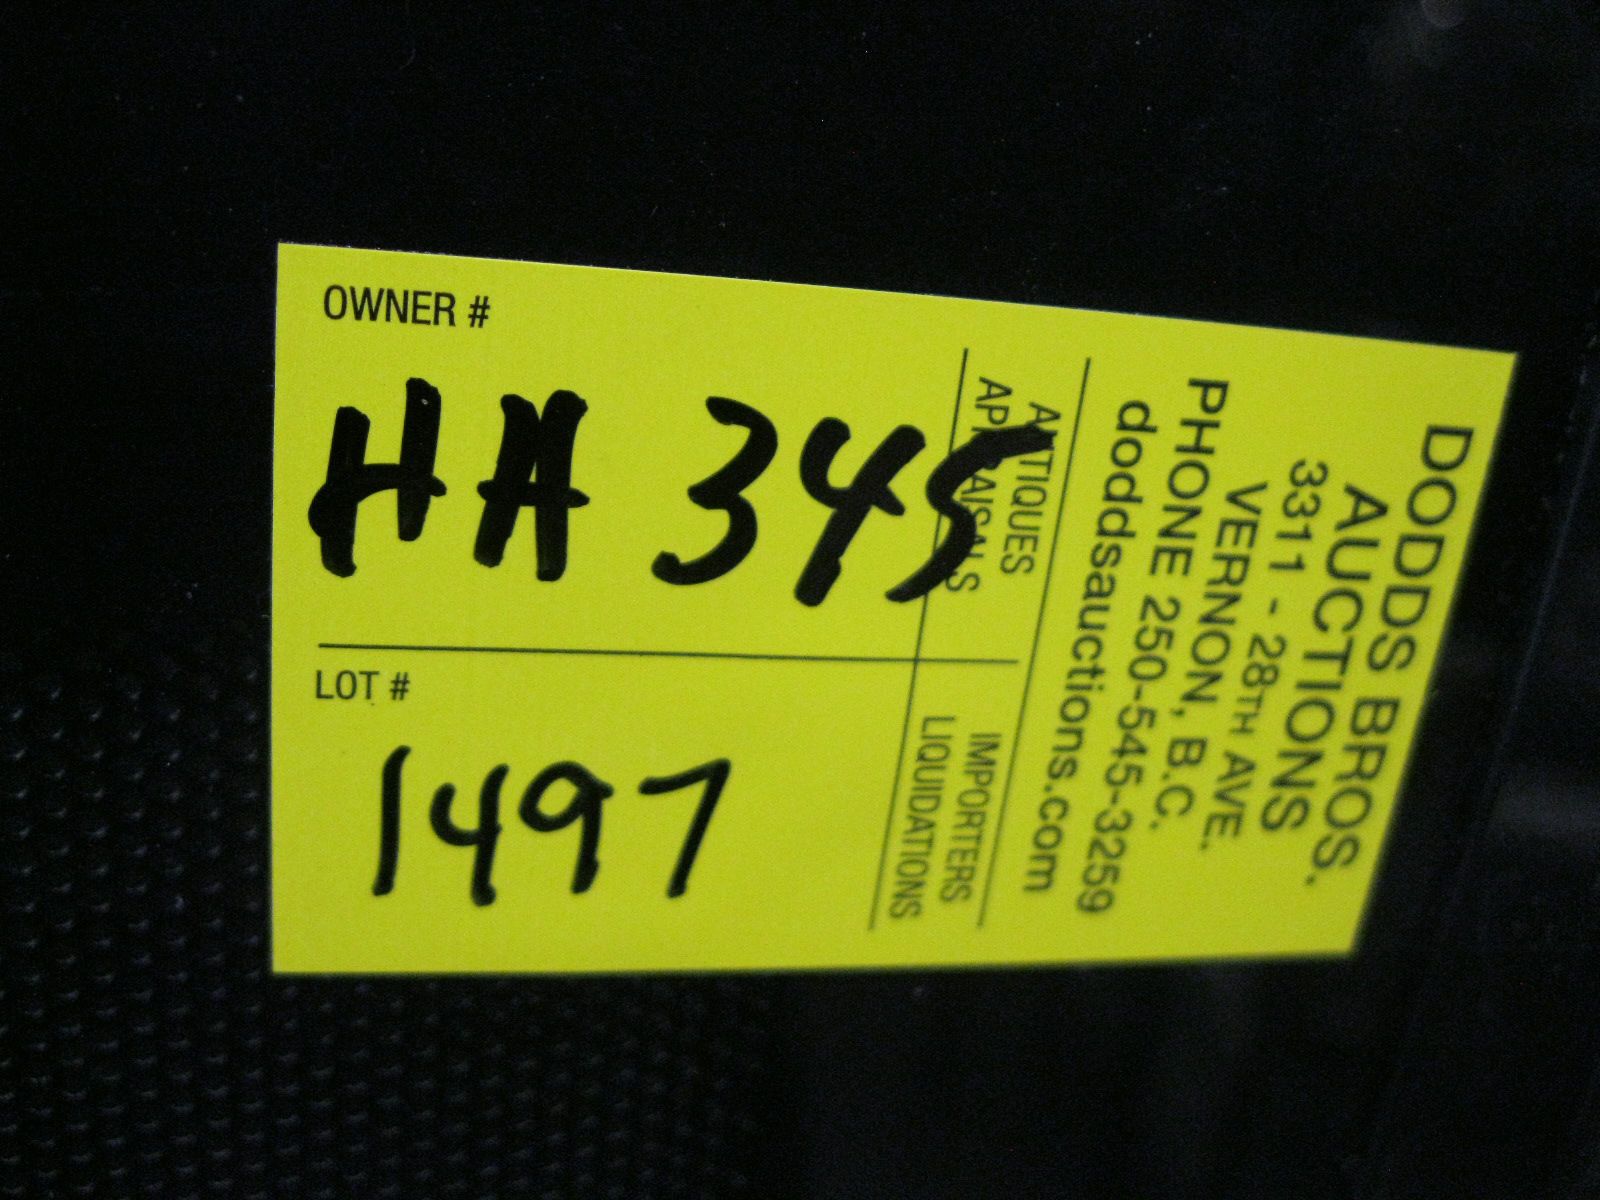 OWNER #
HA 345
LOT #
1497
ANTIQUES
APPRAISALS
IMPORTERS
LIQUIDATIONS
DODDS BROS.
AUCTIONS
3311 - 28TH AVE.
VERNON, B.C.
PHONE 250-545-3259
doddsauctions.com